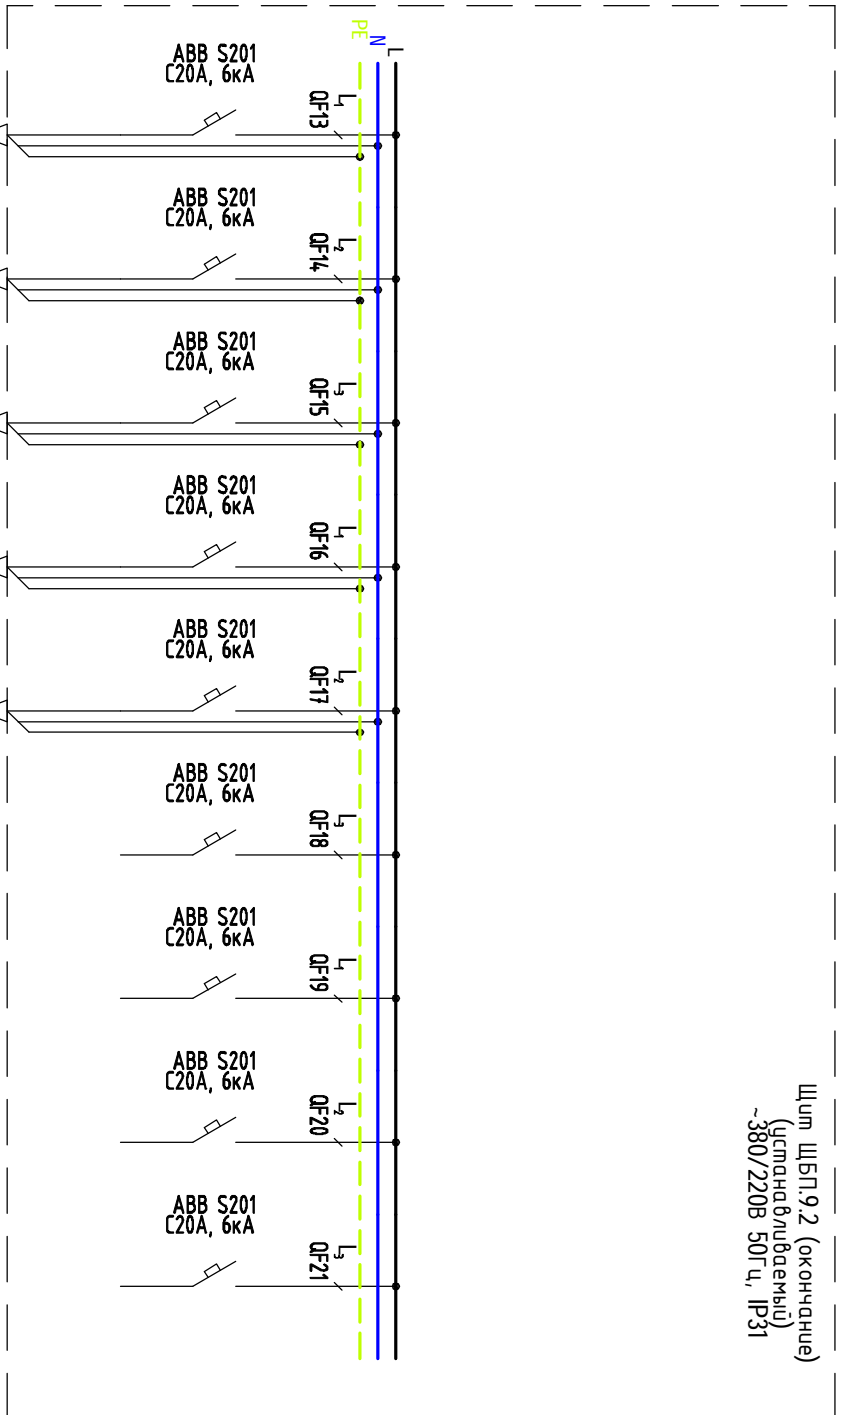 Щит ЩБП.9.2 (окончание)
(устанавливаемый)
~380/220В 50Гц, IP31
PE
N
L
ABB S201
C20A, 6кА
L1
QF13
ABB S201
C20A, 6кА
L2
QF14
ABB S201
C20A, 6кА
L3
QF15
ABB S201
C20A, 6кА
L1
QF16
ABB S201
C20A, 6кА
L2
QF17
ABB S201
C20A, 6кА
L3
QF18
ABB S201
C20A, 6кА
L1
QF19
ABB S201
C20A, 6кА
L2
QF20
ABB S201
C20A, 6кА
L3
QF21